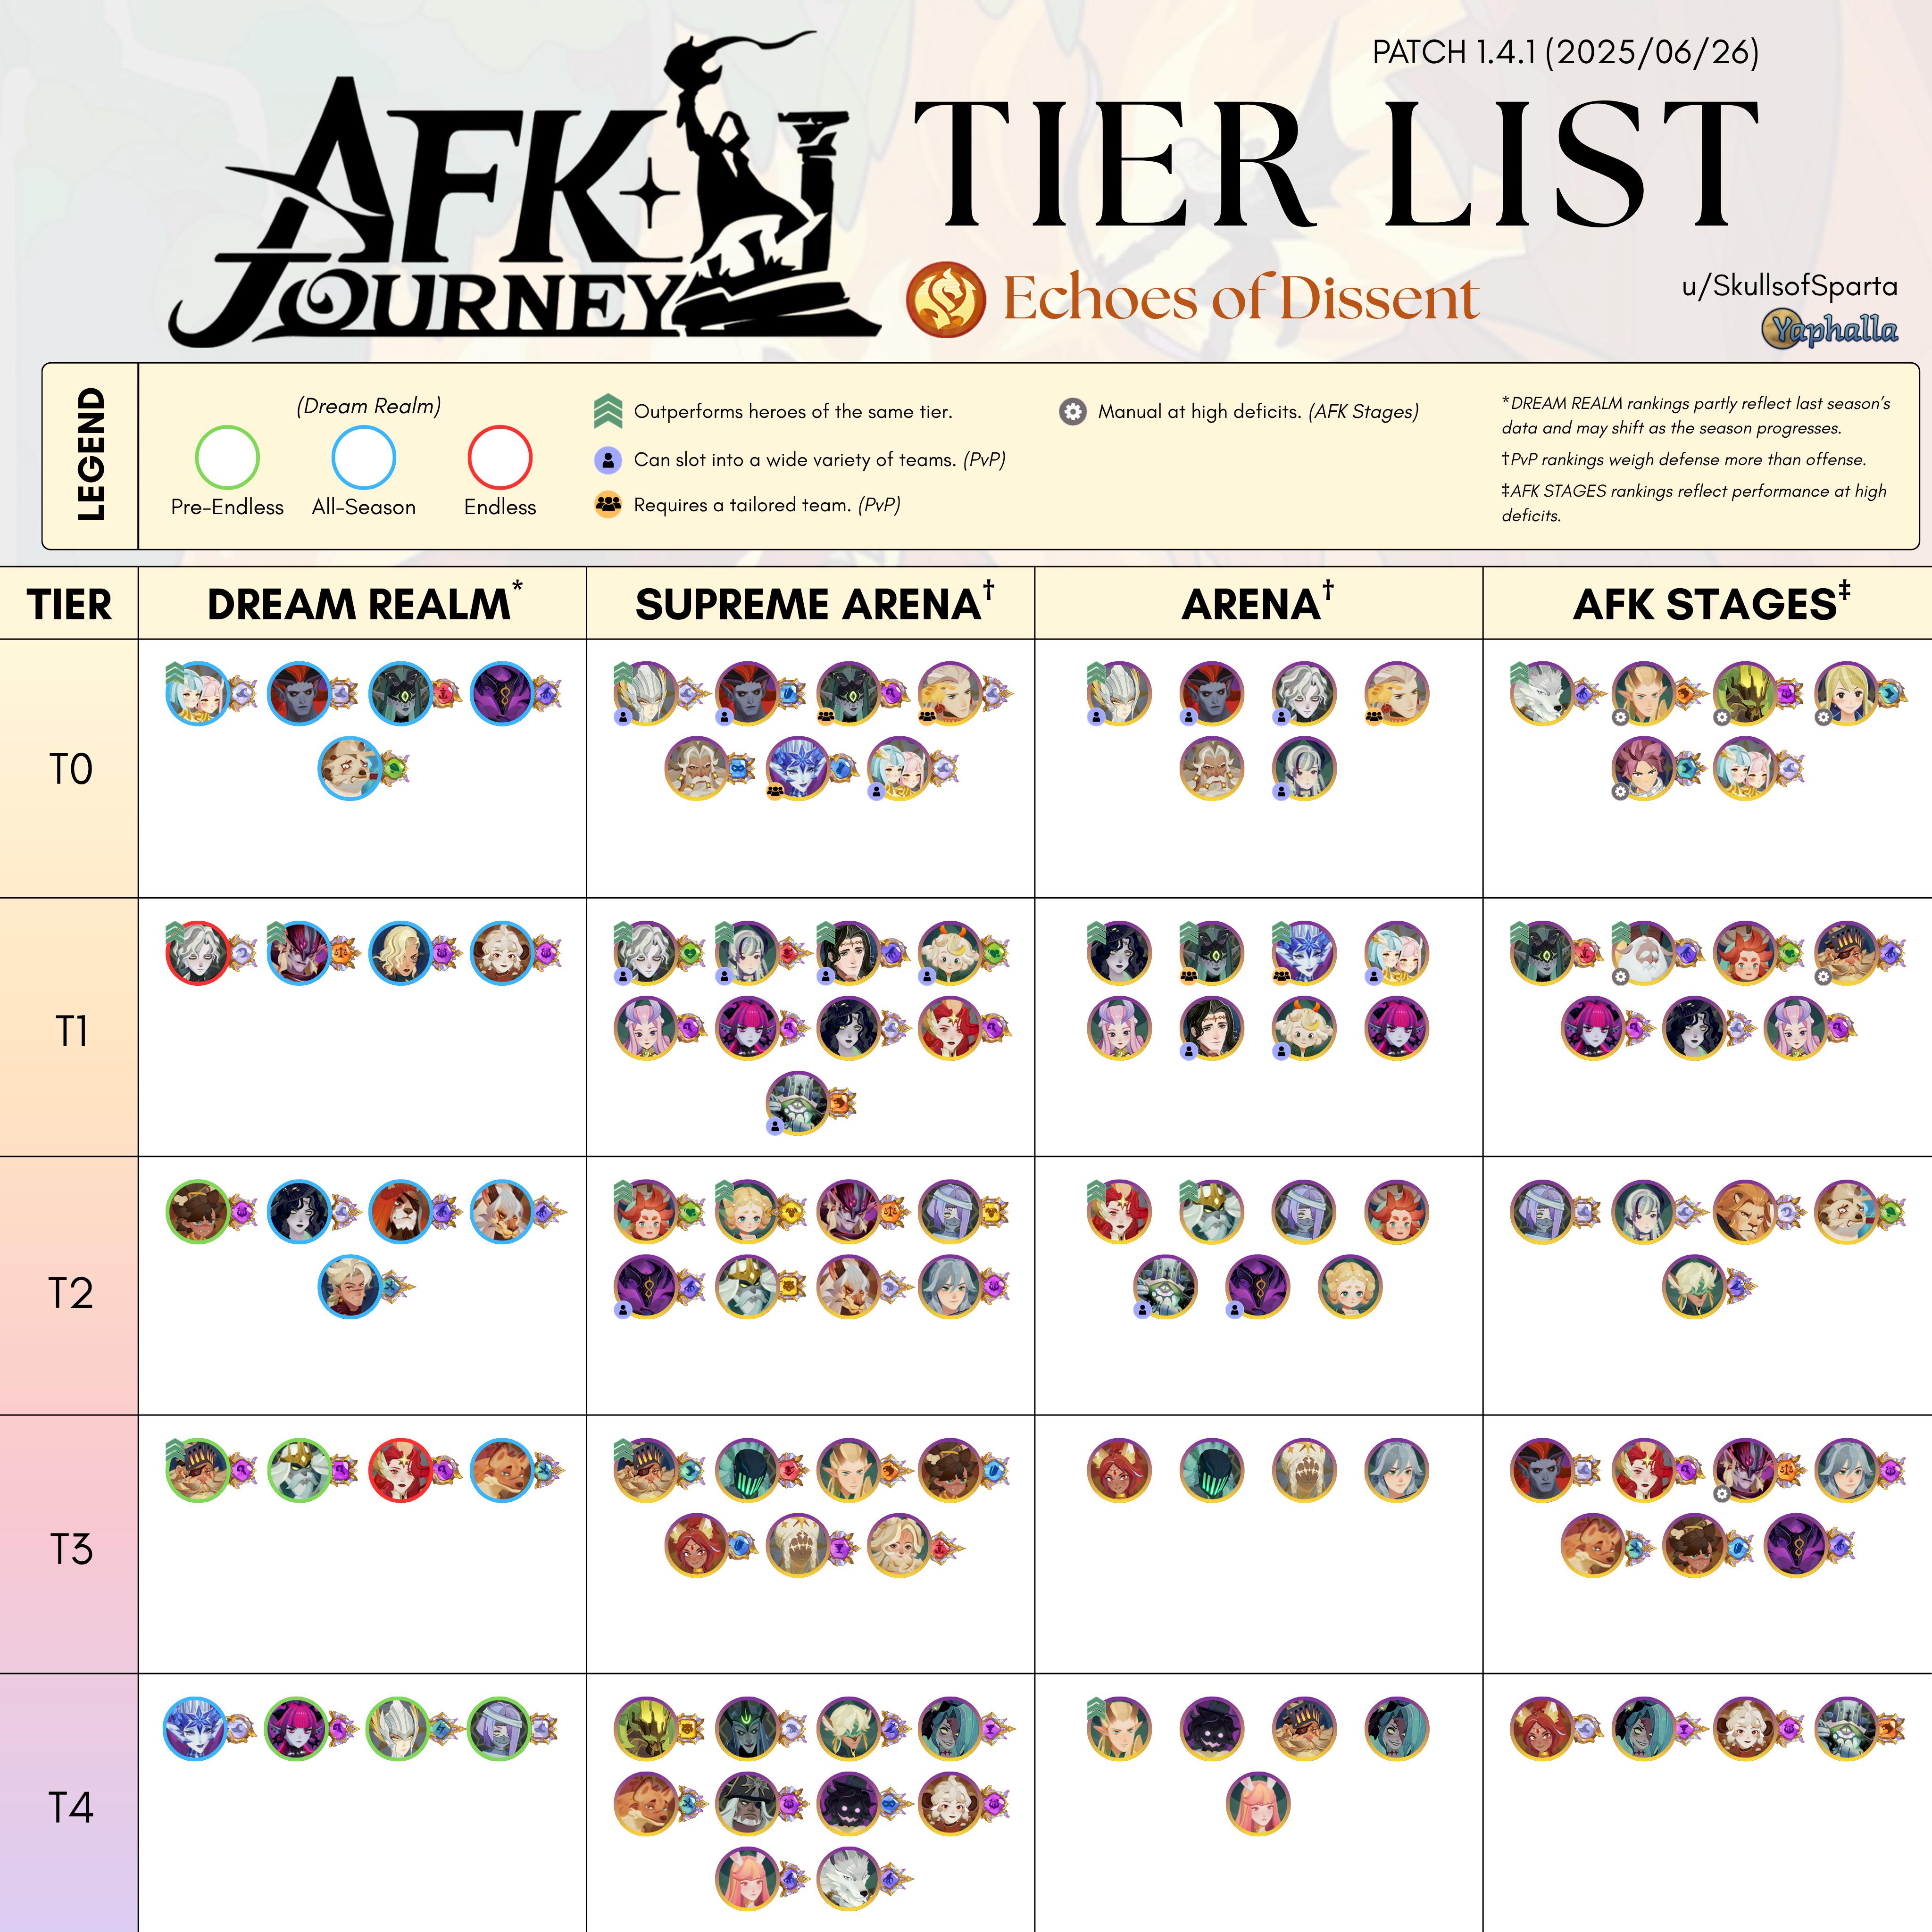 PATCH 1.4.1 (2025/06/26)
AFK
JOURNEY
TIER LIST
Echoes of Dissent
u/SkullsofSparta
Yaphalla
LEGEND
(Dream Realm)
Pre-Endless
All-Season
Endless
Outperforms heroes of the same tier.
Can slot into a wide variety of teams. (PvP)
Requires a tailored team. (PvP)
Manual at high deficits. (AFK Stages)
*DREAM REALM rankings partly reflect last season's
data and may shift as the season progresses.
†PvP rankings weigh defense more than offense.
‡AFK STAGES rankings reflect performance at high
deficits.
TIER
DREAM REALM*
SUPREME ARENA†
ARENA†
AFK STAGES‡
T0
T1
T2
T3
T4